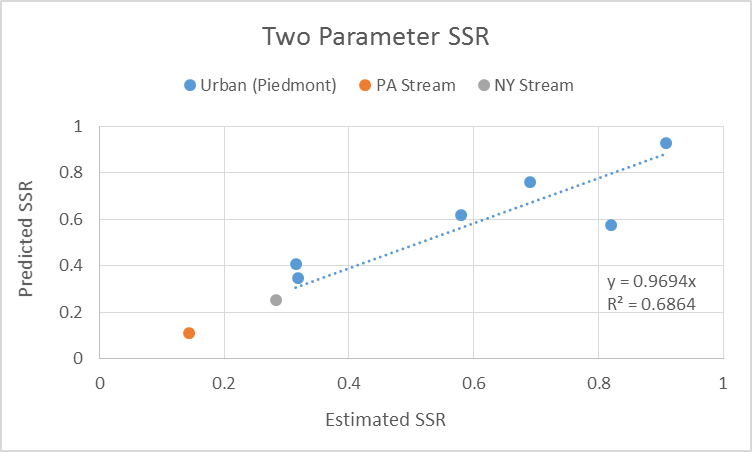 Two Parameter SSR
Urban (Piedmont) PA Stream NY Stream
1
0.8
0.6
0.4
0.2
0
Predicted SSR
y = 0.9694x
R² = 0.6864
0 0.2 0.4 0.6 0.8 1
Estimated SSR